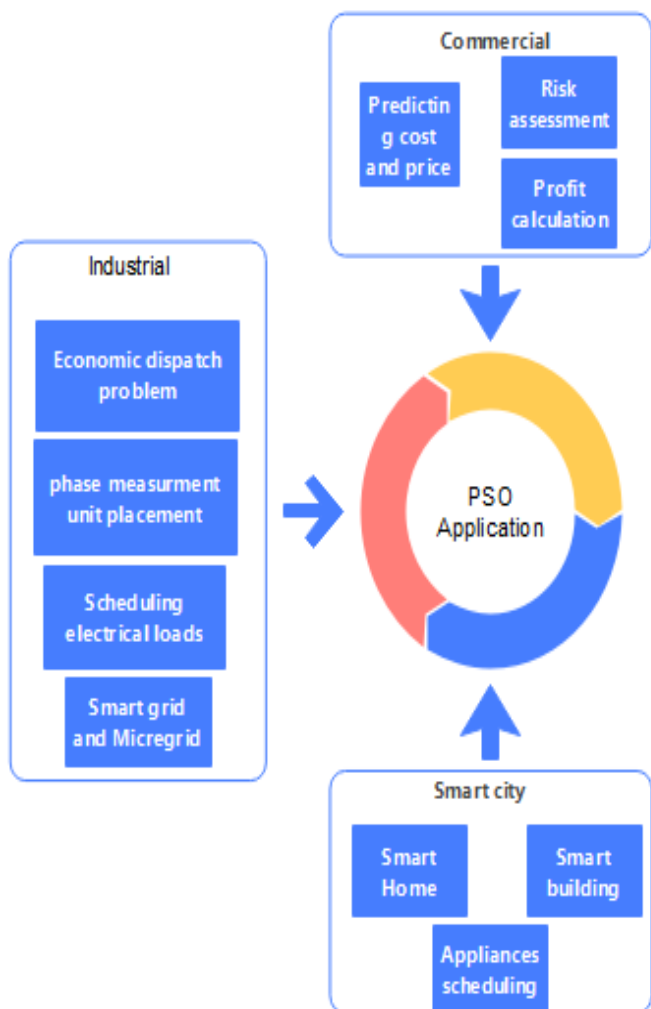 Commercial
Predictin
g cost
and price
Risk
assessment
Profit
calculation
Industrial
Economic dispatch
problem
phase measurment
unit placement
Scheduling
electrical loads
Smart grid
and Micregrid
PSO
Application
Smart city
Smart
Home
Smart
building
Appliances
scheduling